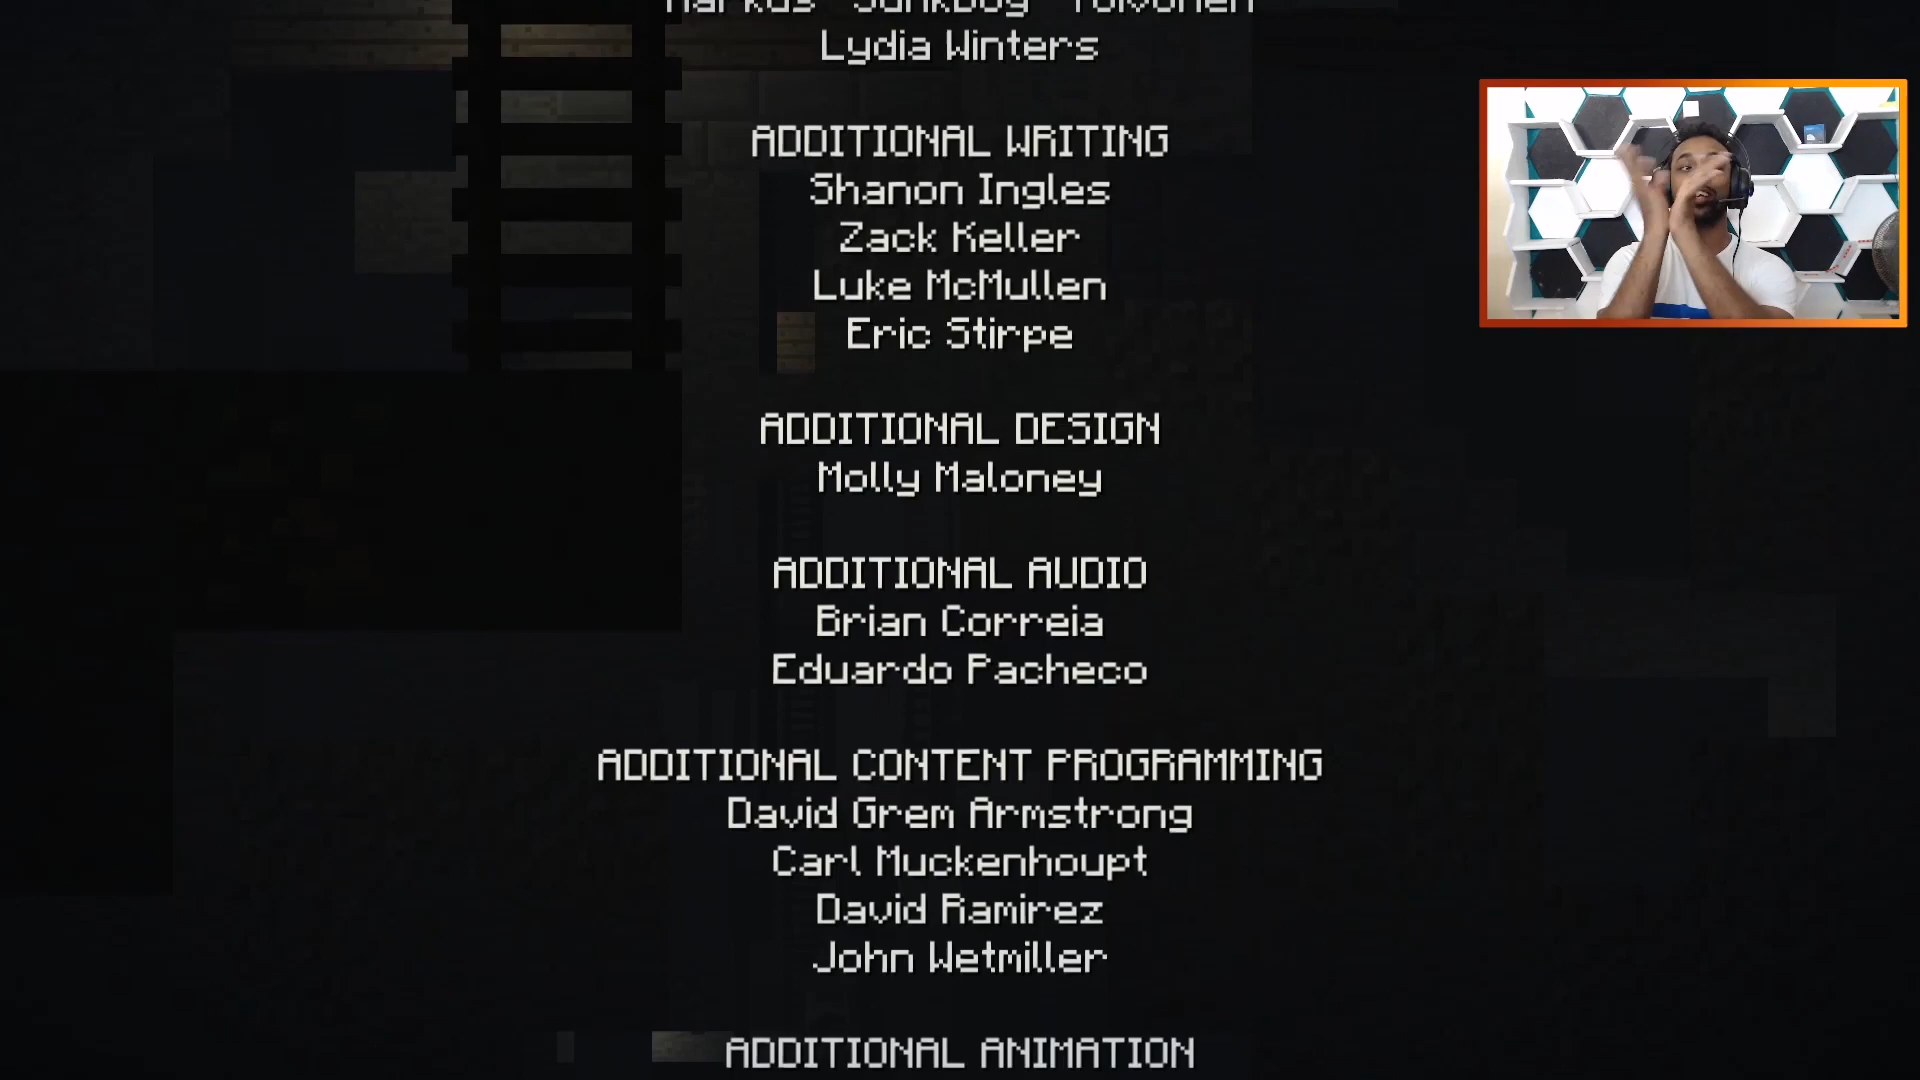 Lydia Winters
ADDITIONAL WRITING
Shanon Ingles
Zack Keller
Luke McMullen
Eric Stirpe
ADDITIONAL DESIGN
Molly Maloney
ADDITIONAL AUDIO
Brian Correia
Eduardo Pacheco
ADDITIONAL CONTENT PROGRAMMING
David Grem Armstrong
Carl Muckenhoupt
David Ramirez
John Wetmiller
ADDITIONAL ANIMATION